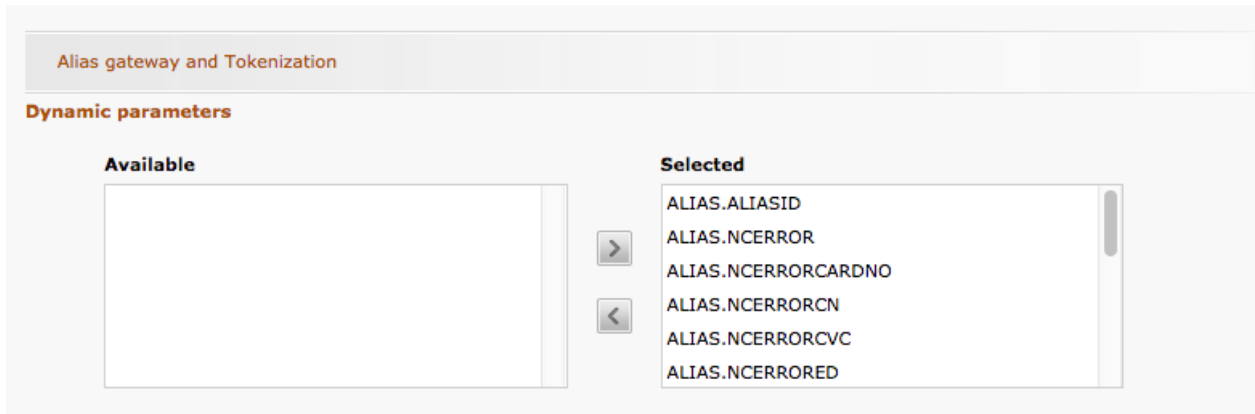 Alias gateway and Tokenization
Dynamic parameters
Available
Selected
ALIAS.ALIASID
ALIAS.NCERROR
ALIAS.NCERRORCARDNO
ALIAS.NCERRORCN
ALIAS.NCERRORCVC
ALIAS.NCERRORED